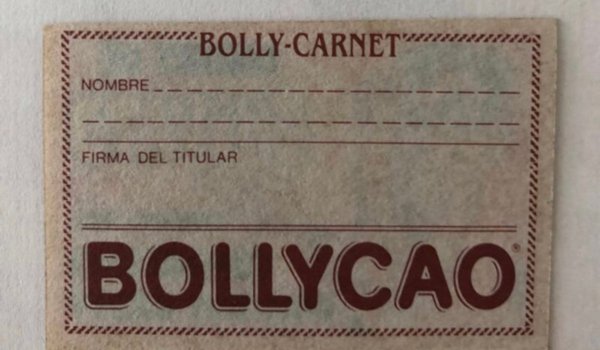 BOLLY-CARNET
NOMBRE
FIRMA DEL TITULAR
BOLLYCAO®